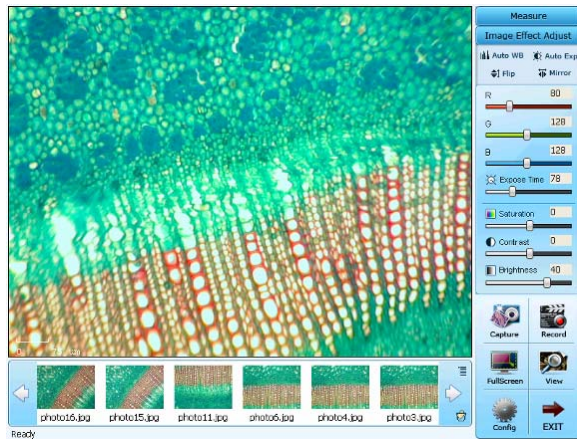 Measure
Image Effect Adjust
Auto WB
Auto Exp
Flip
Mirror
R
80
G
128
B
128
Expose Time
78
Saturation
0
Contrast
0
Brightness
40
Capture
Record
FullScreen
View
Config
EXIT
photo16.jpg
photo15.jpg
photo11.jpg
photo6.jpg
photo4.jpg
photo3.jpg
Ready